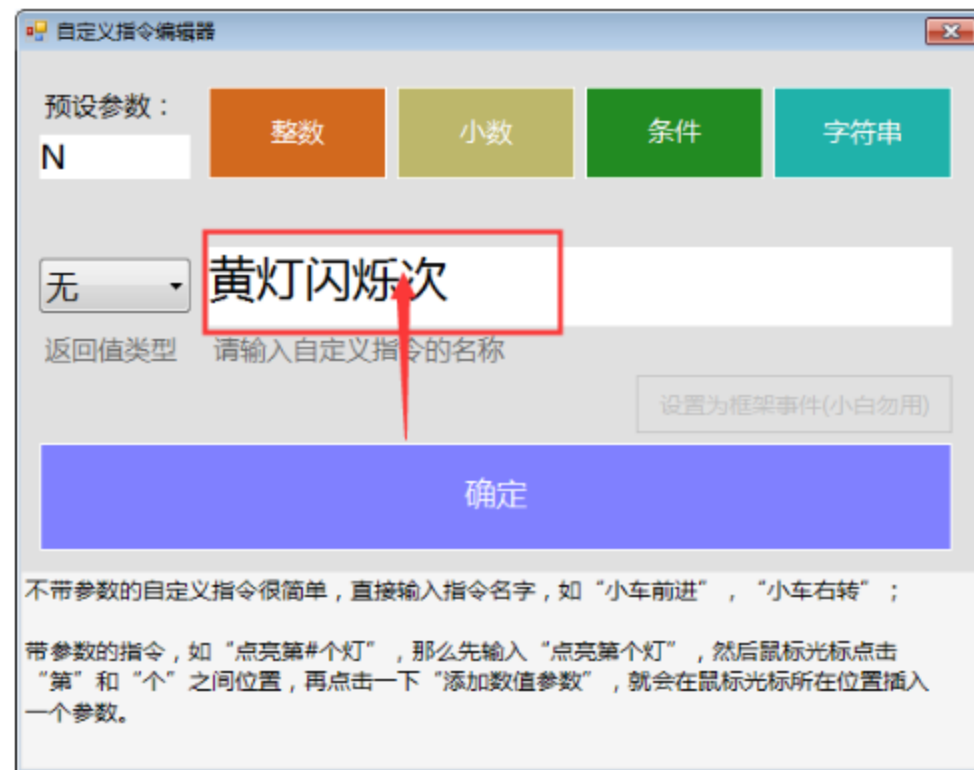 自定义指令编辑器
预设参数：
N
整数
小数
条件
字符串
无
黄灯闪烁次
返回值类型
请输入自定义指令的名称
设置为框架事件(小白勿用)
确定
不带参数的自定义指令很简单，直接输入指令名字，如“小车前进”，“小车右转”；
带参数的指令，如“点亮第#个灯”，那么先输入“点亮第个灯”，然后鼠标光标点击
“第”和“个”之间位置，再点击一下“添加数值参数”，就会在鼠标光标所在位置插入
一个参数。